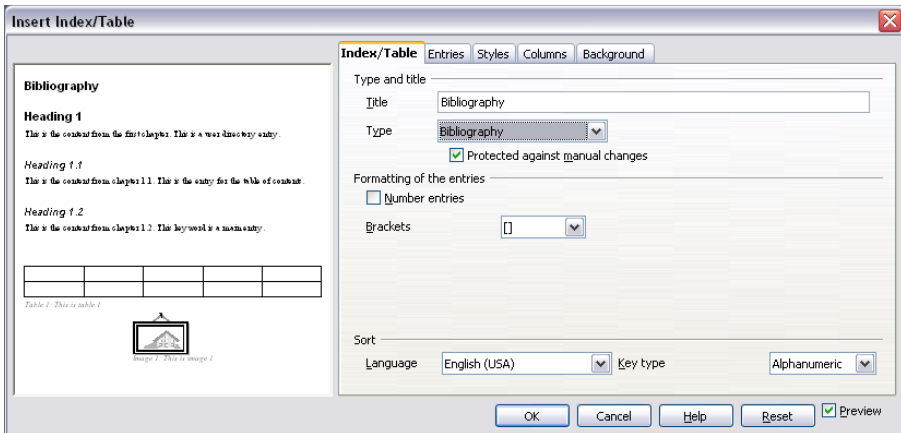 Insert Index/Table
Index/Table Entries Styles Columns Background
Bibliography
Heading 1
This is the content from the first chapter. This is a user directory entry.
Heading 1.1
This is the content from chapter 1.1. This is the entry for the table of content.
Heading 1.2
This is the content from chapter 1.2. This key word is a main entry.
Table 1: This is table 1
Image 1: This is image 1
Type and title
Title Bibliography
Type Bibliography
Protected against manual changes
Formatting of the entries
Number entries
Brackets []
Sort
Language English (USA) Key type Alphanumeric
OK Cancel Help Reset Preview